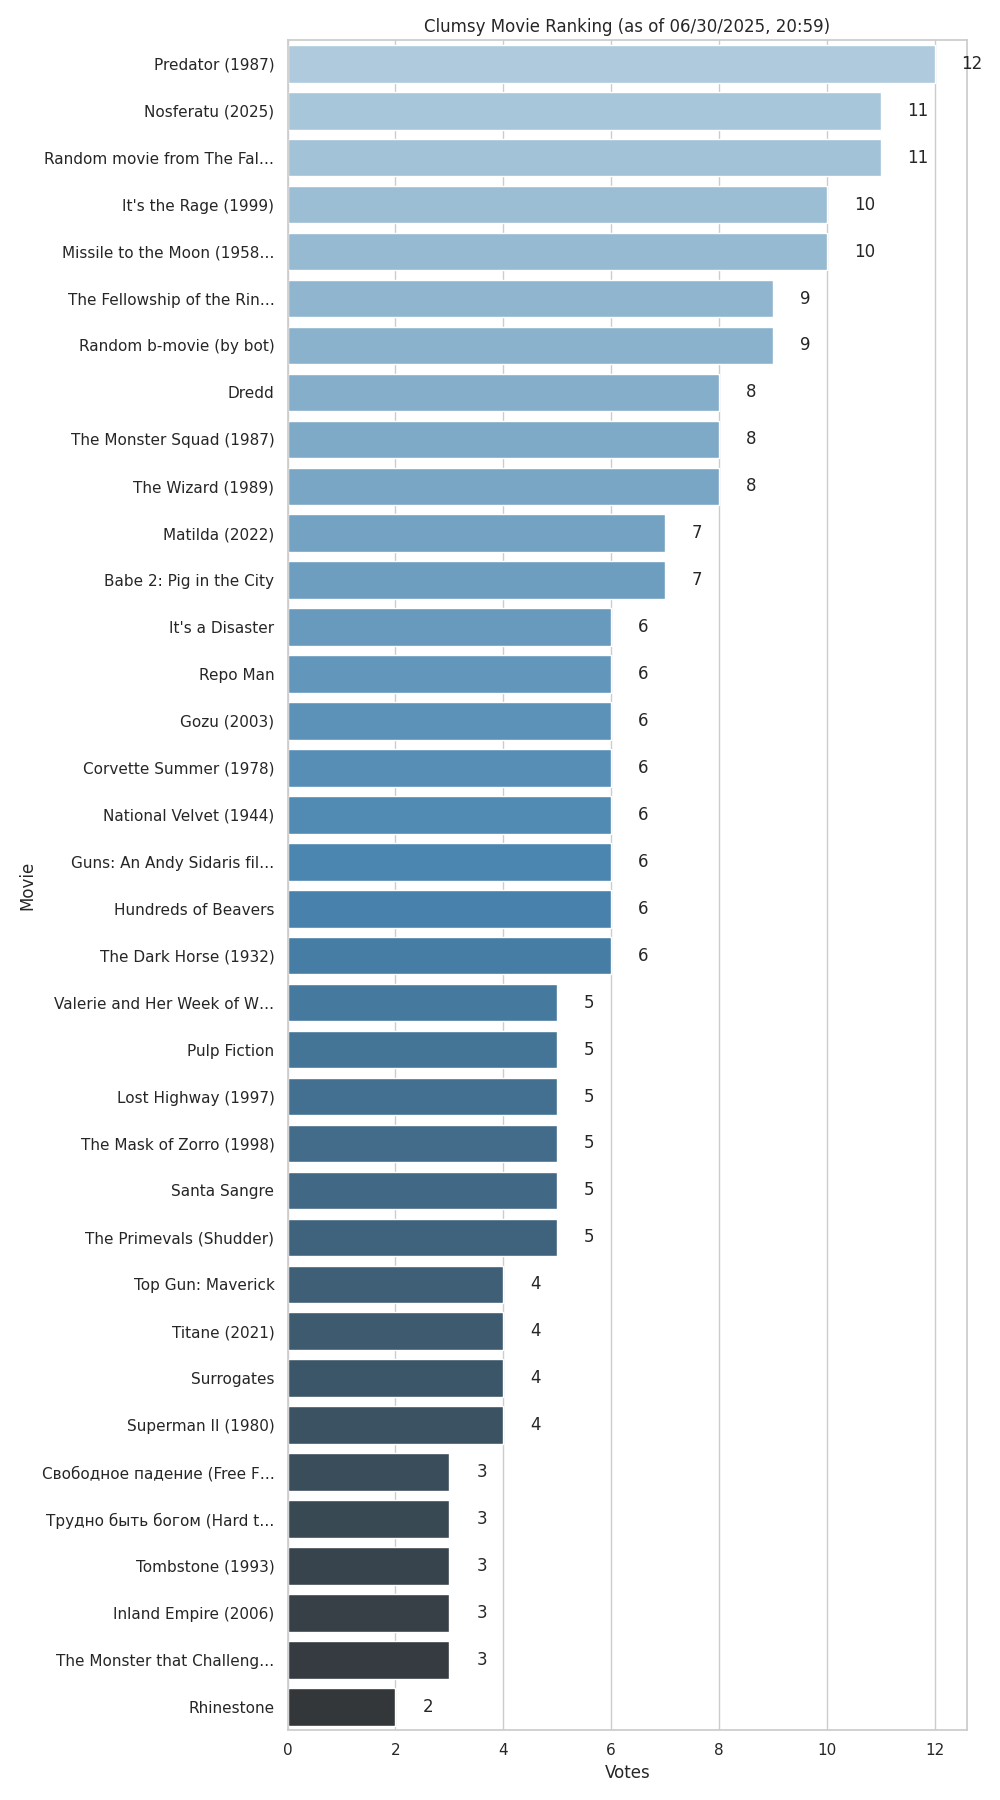 Clumsy Movie Ranking (as of 06/30/2025, 20:59)
Predator (1987) 12
Nosferatu (2025) 11
Random movie from The Fal... 11
It's the Rage (1999) 10
Missile to the Moon (1958... 10
The Fellowship of the Rin... 9
Random b-movie (by bot) 9
Dredd 8
The Monster Squad (1987) 8
The Wizard (1989) 8
Matilda (2022) 7
Babe 2: Pig in the City 7
It's a Disaster 6
Repo Man 6
Gozu (2003) 6
Corvette Summer (1978) 6
National Velvet (1944) 6
Guns: An Andy Sidaris fil... 6
Hundreds of Beavers 6
The Dark Horse (1932) 6
Valerie and Her Week of W... 5
Pulp Fiction 5
Lost Highway (1997) 5
The Mask of Zorro (1998) 5
Santa Sangre 5
The Primevals (Shudder) 5
Top Gun: Maverick 4
Titane (2021) 4
Surrogates 4
Superman II (1980) 4
Свободное падение (Free F... 3
Трудно быть богом (Hard t... 3
Tombstone (1993) 3
Inland Empire (2006) 3
The Monster that Challeng... 3
Rhinestone 2
Movie
0 2 4 6 8 10 12
Votes